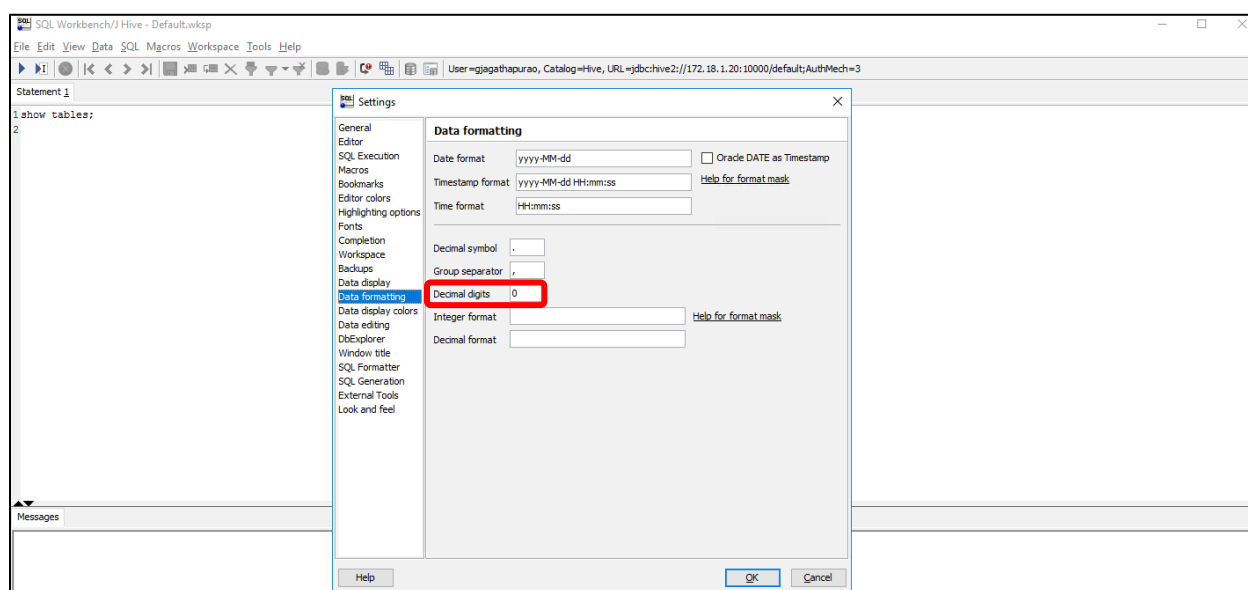 SQL Workbench/J Hive - Default.wksp
File Edit View Data SQL Macros Workspace Tools Help
User=gjagathapurao, Catalog=Hive, URL=jdbc:hive2://172.18.1.20:10000/default;AuthMech=3
Statement 1
1 show tables;
2
Settings
General
Editor
SQL Execution
Macros
Bookmarks
Editor colors
Highlighting options
Fonts
Completion
Workspace
Backups
Data display
Data formatting
Data display colors
Data editing
DbExplorer
Window title
SQL Formatter
SQL Generation
External Tools
Look and feel
Data formatting
Date format yyyy-MM-dd Oracle DATE as Timestamp
Timestamp format yyyy-MM-dd HH:mm:ss Help for format mask
Time format HH:mm:ss
Decimal symbol .
Group separator ,
Decimal digits 0
Integer format Help for format mask
Decimal format
Help OK Cancel
Messages